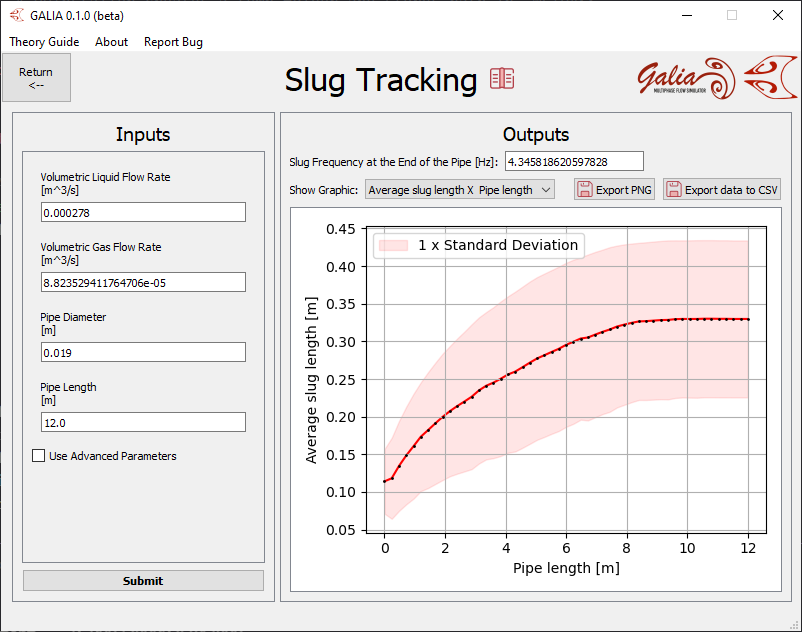 GALIA 0.1.0 (beta)
Theory Guide About Report Bug
Return
<--
Slug Tracking
Galia
MULTIPHASE FLOW SIMULATOR
Inputs
Volumetric Liquid Flow Rate
[m^3/s]
0.000278
Volumetric Gas Flow Rate
[m^3/s]
8.823529411764706e-05
Pipe Diameter
[m]
0.019
Pipe Length
[m]
12.0
Use Advanced Parameters
Submit
Outputs
Slug Frequency at the End of the Pipe [Hz]: 4.345818620597828
Show Graphic: Average slug length X Pipe length
Export PNG
Export data to CSV
1 x Standard Deviation
0.45
0.40
0.35
0.30
0.25
0.20
0.15
0.10
0.05
Average slug length [m]
0 2 4 6 8 10 12
Pipe length [m]